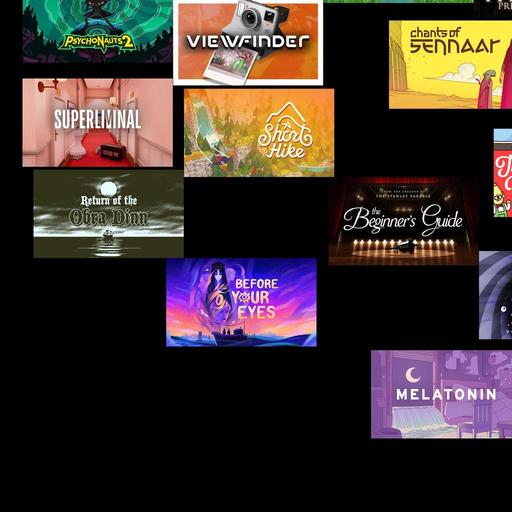 PSYCHONAUTS 2
VIEWFINDER
chants of
SENNAAR
SUPERLIMINAL
A
Short
Hike
Return of the
Obra Dinn
FROM THE CREATOR OF
THE STANLEY PARABLE
the
Beginner's Guide
BEFORE
YOUR
EYES
MELATONIN